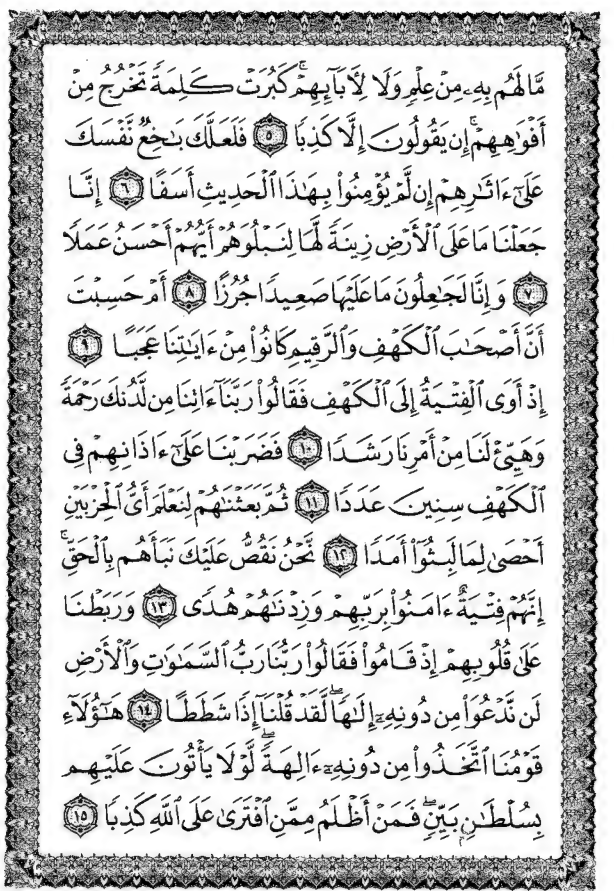 مَّا لَهُم بِهِۦ مِنْ عِلْمٍ وَلَا لِأٓبَآئِهِمْ ۚ كَبُرَتْ كَلِمَةً تَخْرُجُ مِنْ
أَفْوَٰهِهِمْ ۚ إِن يَقُولُونَ إِلَّا كَذِبًا ۝٥ فَلَعَلَّكَ بَـٰخِعٌ نَّفْسَكَ
عَلَىٰٓ ءَاثَـٰرِهِمْ إِن لَّمْ يُؤْمِنُوا۟ بِهَـٰذَا ٱلْحَدِيثِ أَسَفًا ۝٦ إِنَّا
جَعَلْنَا مَا عَلَى ٱلْأَرْضِ زِينَةً لَّهَا لِنَبْلُوَهُمْ أَيُّهُمْ أَحْسَنُ عَمَلًا
۝٧ وَإِنَّا لَجَـٰعِلُونَ مَا عَلَيْهَا صَعِيدًا جُرُزًا ۝٨ أَمْ حَسِبْتَ
أَنَّ أَصْحَـٰبَ ٱلْكَهْفِ وَٱلرَّقِيمِ كَانُوا۟ مِنْ ءَايَـٰتِنَا عَجَبًا ۝٩
إِذْ أَوَى ٱلْفِتْيَةُ إِلَى ٱلْكَهْفِ فَقَالُوا۟ رَبَّنَآ ءَاتِنَا مِن لَّدُنكَ رَحْمَةً
وَهَيِّئْ لَنَا مِنْ أَمْرِنَا رَشَدًا ۝١٠ فَضَرَبْنَا عَلَىٰٓ ءَاذَانِهِمْ فِى
ٱلْكَهْفِ سِنِينَ عَدَدًا ۝١١ ثُمَّ بَعَثْنَـٰهُمْ لِنَعْلَمَ أَىُّ ٱلْحِزْبَيْنِ
أَحْصَىٰ لِمَا لَبِثُوٓا۟ أَمَدًا ۝١٢ نَّحْنُ نَقُصُّ عَلَيْكَ نَبَأَهُم بِٱلْحَقِّ ۚ
إِنَّهُمْ فِتْيَةٌ ءَامَنُوا۟ بِرَبِّهِمْ وَزِدْنَـٰهُمْ هُدًى ۝١٣ وَرَبَطْنَا
عَلَىٰ قُلُوبِهِمْ إِذْ قَامُوا۟ فَقَالُوا۟ رَبُّنَا رَبُّ ٱلسَّمَـٰوَٰتِ وَٱلْأَرْضِ
لَن نَّدْعُوَا۟ مِن دُونِهِۦٓ إِلَـٰهًا ۖ لَّقَدْ قُلْنَآ إِذًا شَطَطًا ۝١٤ هَـٰٓؤُلَآءِ
قَوْمُنَا ٱتَّخَذُوا۟ مِن دُونِهِۦٓ ءَالِهَةً ۖ لَّوْلَا يَأْتُونَ عَلَيْهِم
بِسُلْطَـٰنٍۭ بَيِّنٍ ۖ فَمَنْ أَظْلَمُ مِمَّنِ ٱفْتَرَىٰ عَلَى ٱللَّهِ كَذِبًا ۝١٥